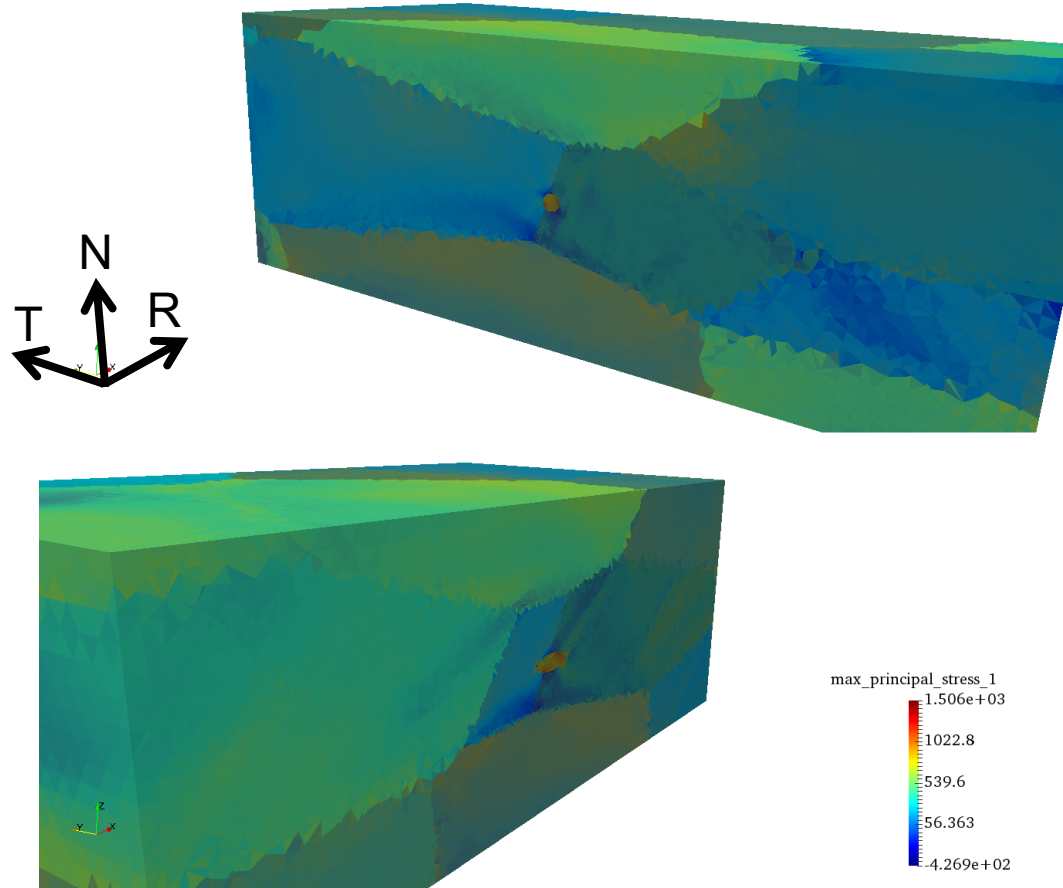 N
T
R
Y
X
max_principal_stress_1
1.506e+03
1022.8
539.6
56.363
-4.269e+02
Z
Y
X